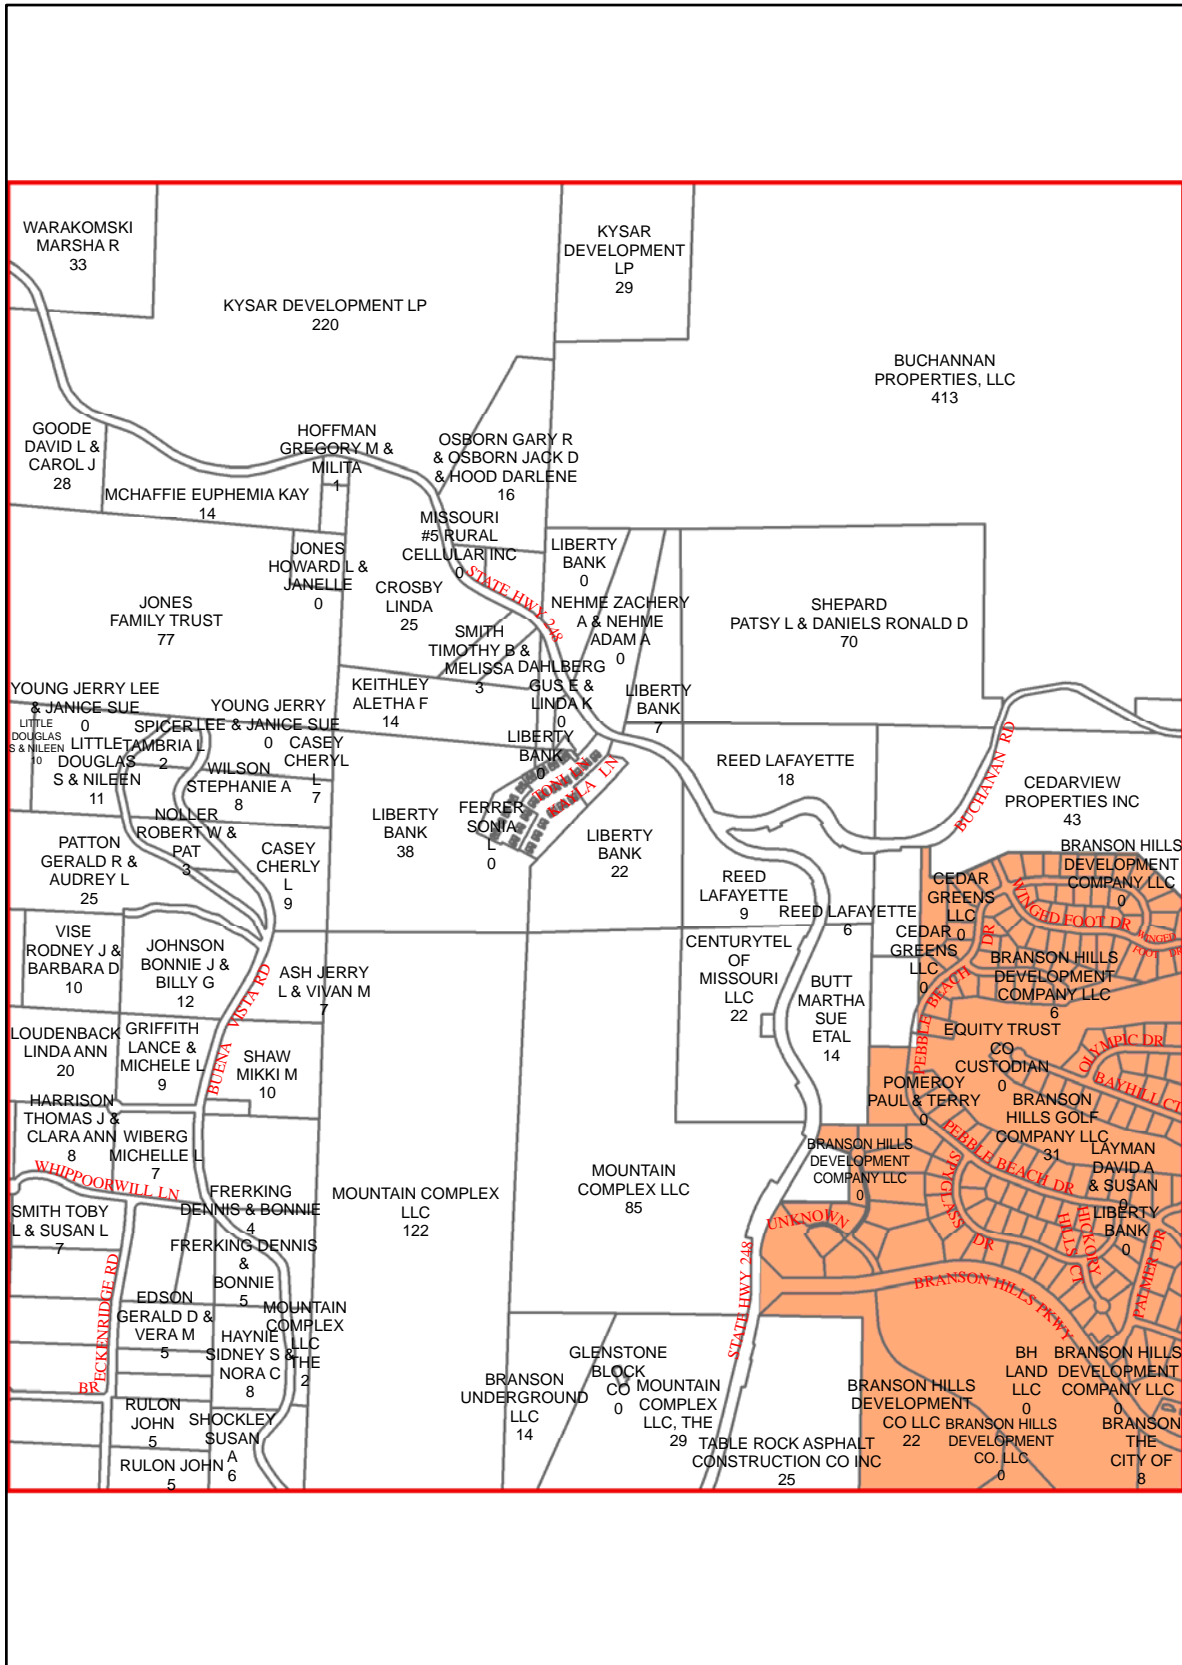 WARAKOMSKI
MARSHA R
33
KYSAR
DEVELOPMENT
LP
29
KYSAR DEVELOPMENT LP
220
BUCHANNAN
PROPERTIES, LLC
413
GOODE
DAVID L &
CAROL J
28
HOFFMAN
GREGORY M &
MILITA
1
OSBORN GARY R
& OSBORN JACK D
& HOOD DARLENE
16
MCHAFFIE EUPHEMIA KAY
14
MISSOURI
#5 RURAL
CELLULAR INC
0
JONES
HOWARD L &
JANELLE
0
LIBERTY
BANK
0
STATE HWY 248
CROSBY
LINDA
25
JONES
FAMILY TRUST
77
NEHME ZACHERY
A & NEHME
ADAM A
0
SHEPARD
PATSY L & DANIELS RONALD D
70
SMITH
TIMOTHY B &
MELISSA
3
DAHLBERG
GUS E &
LINDA K
0
KEITHLEY
ALETHA F
14
LIBERTY
BANK
7
YOUNG JERRY LEE
& JANICE SUE
0
YOUNG JERRY
LEE & JANICE SUE
0
LITTLE
DOUGLAS
S & NILEEN
10
SPICER
TAMBRIA L
2
LITTLE
DOUGLAS
S & NILEEN
11
CASEY
CHERYL
L
7
WILSON
STEPHANIE A
8
LIBERTY
BANK
0
TONI LN
KAYLA LN
REED LAFAYETTE
18
BUCHANAN RD
CEDARVIEW
PROPERTIES INC
43
NOLLER
ROBERT W &
PAT
3
LIBERTY
BANK
38
FERRER
SONIA
L
0
LIBERTY
BANK
22
PATTON
GERALD R &
AUDREY L
25
CASEY
CHERLY
L
9
REED
LAFAYETTE
9
REED LAFAYETTE
6
CEDAR
GREENS
LLC
0
BRANSON HILLS
DEVELOPMENT
COMPANY LLC
0
WINGED FOOT DR
WINGED
FOOT DR
VISE
RODNEY J &
BARBARA D
10
JOHNSON
BONNIE J &
BILLY G
12
ASH JERRY
L & VIVAN M
7
CENTURYTEL
OF
MISSOURI
LLC
22
CEDAR
GREENS
LLC
0
PEBBLE BEACH DR
BRANSON HILLS
DEVELOPMENT
COMPANY LLC
6
BUTT
MARTHA
SUE
ETAL
14
BUENA VISTA RD
LOUDENBACK
LINDA ANN
20
GRIFFITH
LANCE &
MICHELE L
9
SHAW
MIKKI M
10
EQUITY TRUST
CO
CUSTODIAN
0
OLYMPIC DR
BAYHILL CT
POMEROY
PAUL & TERRY
0
BRANSON
HILLS GOLF
COMPANY LLC
31
HARRISON
THOMAS J &
CLARA ANN
8
WIBERG
MICHELLE L
7
BRANSON HILLS
DEVELOPMENT
COMPANY LLC
0
PEBBLE BEACH DR
LAYMAN
DAVID A
& SUSAN
0
WHIPPOORWILL LN
MOUNTAIN
COMPLEX LLC
85
MOUNTAIN COMPLEX
LLC
122
SPYGLASS DR
HICKORY
HILLS CT
LIBERTY
BANK
0
SMITH TOBY
L & SUSAN L
7
FRERKING
DENNIS & BONNIE
4
UNKNOWN
PALMER DR
FRERKING DENNIS
&
BONNIE
5
STATE HWY 248
BRANSON HILLS PKWY
BRECKENRIDGE RD
EDSON
GERALD D &
VERA M
5
MOUNTAIN
COMPLEX
LLC
THE
2
HAYNIE
SIDNEY S &
NORA C
8
BRANSON
UNDERGROUND
LLC
14
GLENSTONE
BLOCK
CO
0
MOUNTAIN
COMPLEX
LLC, THE
29
BRANSON HILLS
DEVELOPMENT
CO LLC
22
BH
LAND
LLC
0
BRANSON HILLS
DEVELOPMENT
COMPANY LLC
0
RULON
JOHN
5
SHOCKLEY
SUSAN
A
6
TABLE ROCK ASPHALT
CONSTRUCTION CO INC
25
BRANSON HILLS
DEVELOPMENT
CO. LLC
0
BRANSON
THE
CITY OF
8
RULON JOHN
5